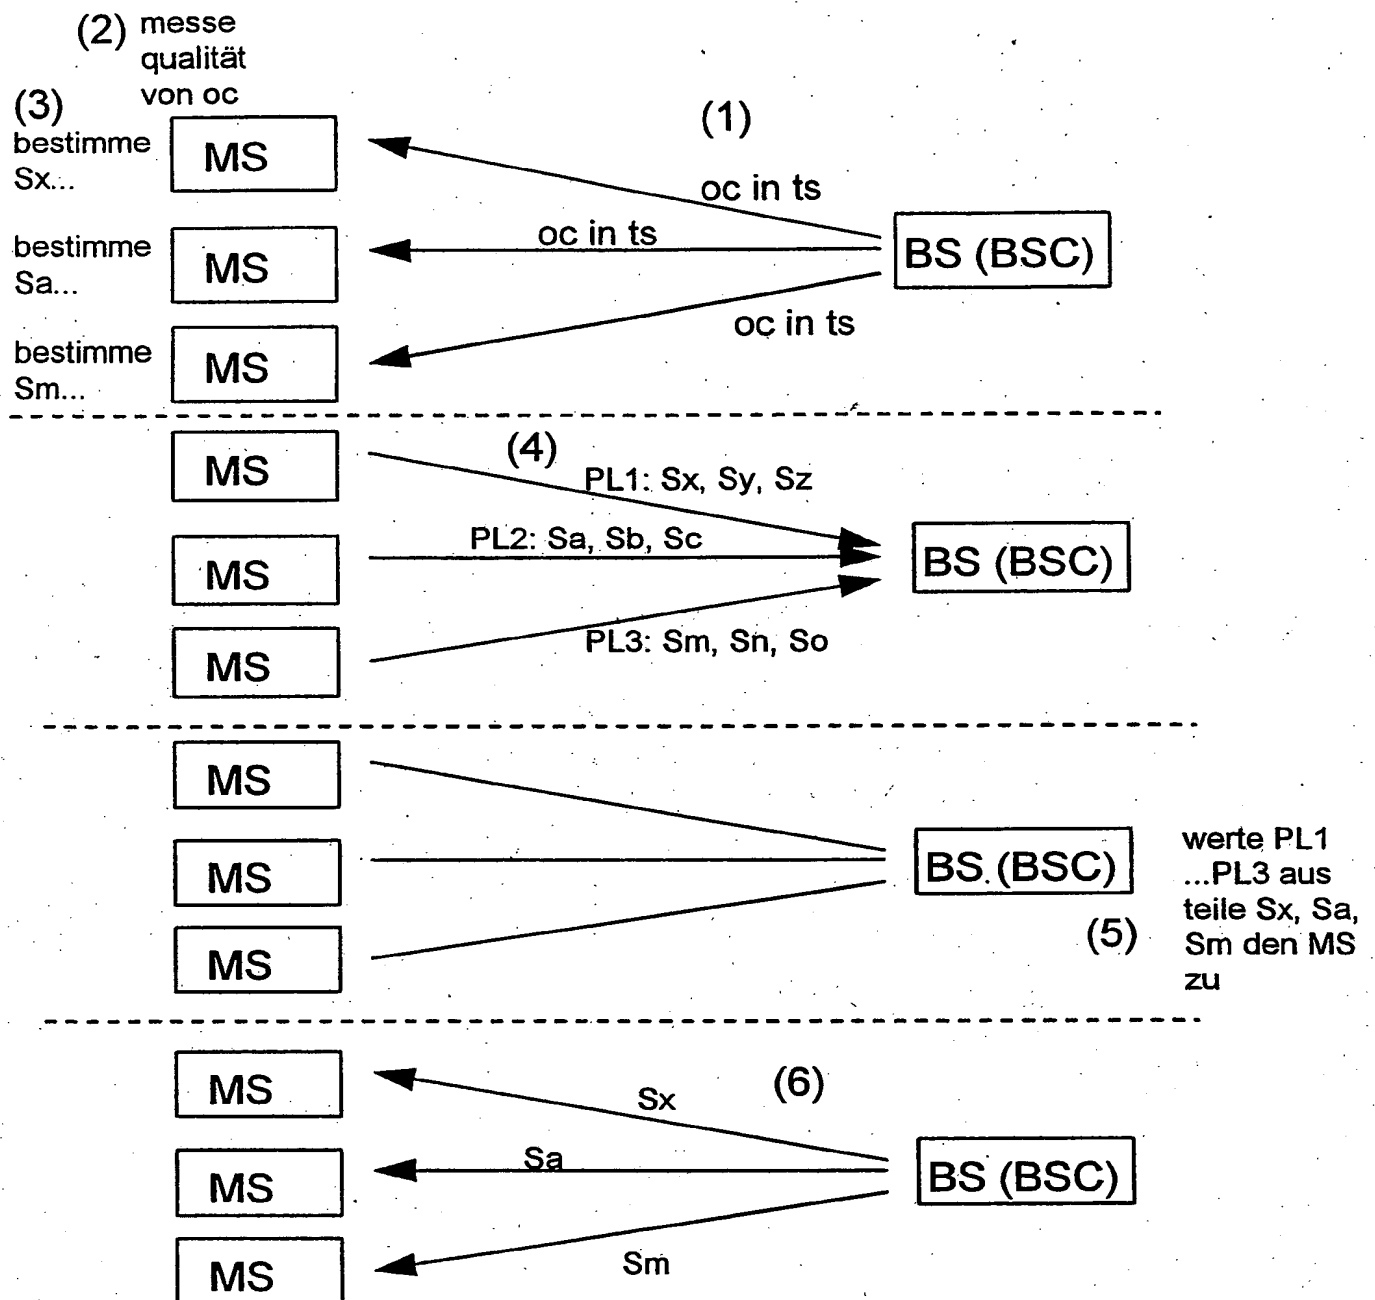 (2) messe
qualität
von oc
(3)
bestimme
Sx...
MS
(1)
oc in ts
bestimme
Sa...
MS
oc in ts
BS (BSC)
bestimme
Sm...
MS
oc in ts
MS
(4)
PL1: Sx, Sy, Sz
MS
PL2: Sa, Sb, Sc
BS (BSC)
MS
PL3: Sm, Sn, So
MS
MS
BS (BSC)
MS
(5)
werte PL1
...PL3 aus
teile Sx, Sa,
Sm den MS
zu
MS
Sx
(6)
MS
Sa
BS (BSC)
MS
Sm